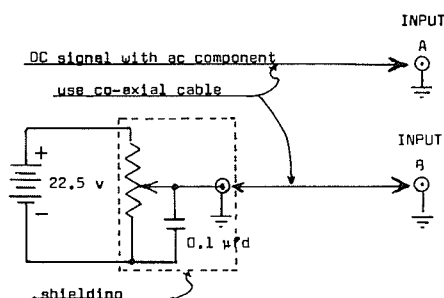 INPUT
A
DC signal with ac component
use co-axial cable
INPUT
B
+
22.5 v
-
0.1 μfd
shielding